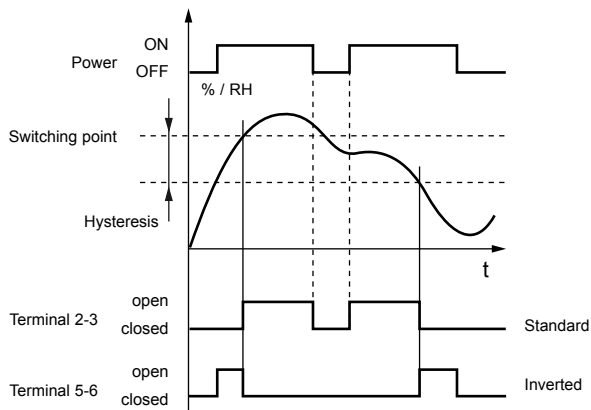 ON
Power
OFF
% / RH
Switching point
Hysteresis
t
open
Terminal 2-3
closed
Standard
open
Terminal 5-6
closed
Inverted